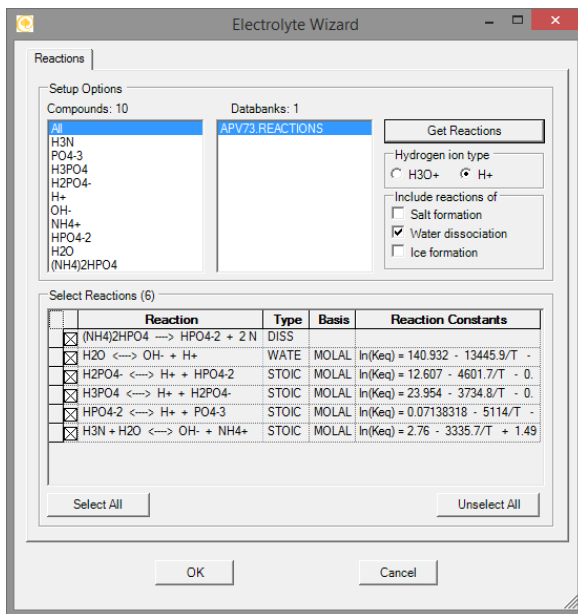 Electrolyte Wizard
Reactions
Setup Options
Compounds: 10
Databanks: 1
All
H3N
PO4-3
H3PO4
H2PO4-
H+
OH-
NH4+
HPO4-2
H2O
(NH4)2HPO4
APV73.REACTIONS
Get Reactions
Hydrogen ion type
H3O+ H+
Include reactions of
Salt formation
Water dissociation
Ice formation
Select Reactions (6)
Reaction Type Basis Reaction Constants
(NH4)2HPO4 ---> HPO4-2 + 2 N DISS
H2O <---> OH- + H+ WATE MOLAL ln(Keq) = 140.932 - 13445.9/T -
H2PO4- <---> H+ + HPO4-2 STOIC MOLAL ln(Keq) = 12.607 - 4601.7/T - 0.
H3PO4 <---> H+ + H2PO4- STOIC MOLAL ln(Keq) = 23.954 - 3734.8/T - 0.
HPO4-2 <---> H+ + PO4-3 STOIC MOLAL ln(Keq) = 0.07138318 - 5114/T -
H3N + H2O <---> OH- + NH4+ STOIC MOLAL ln(Keq) = 2.76 - 3335.7/T + 1.49
Select All
Unselect All
OK
Cancel